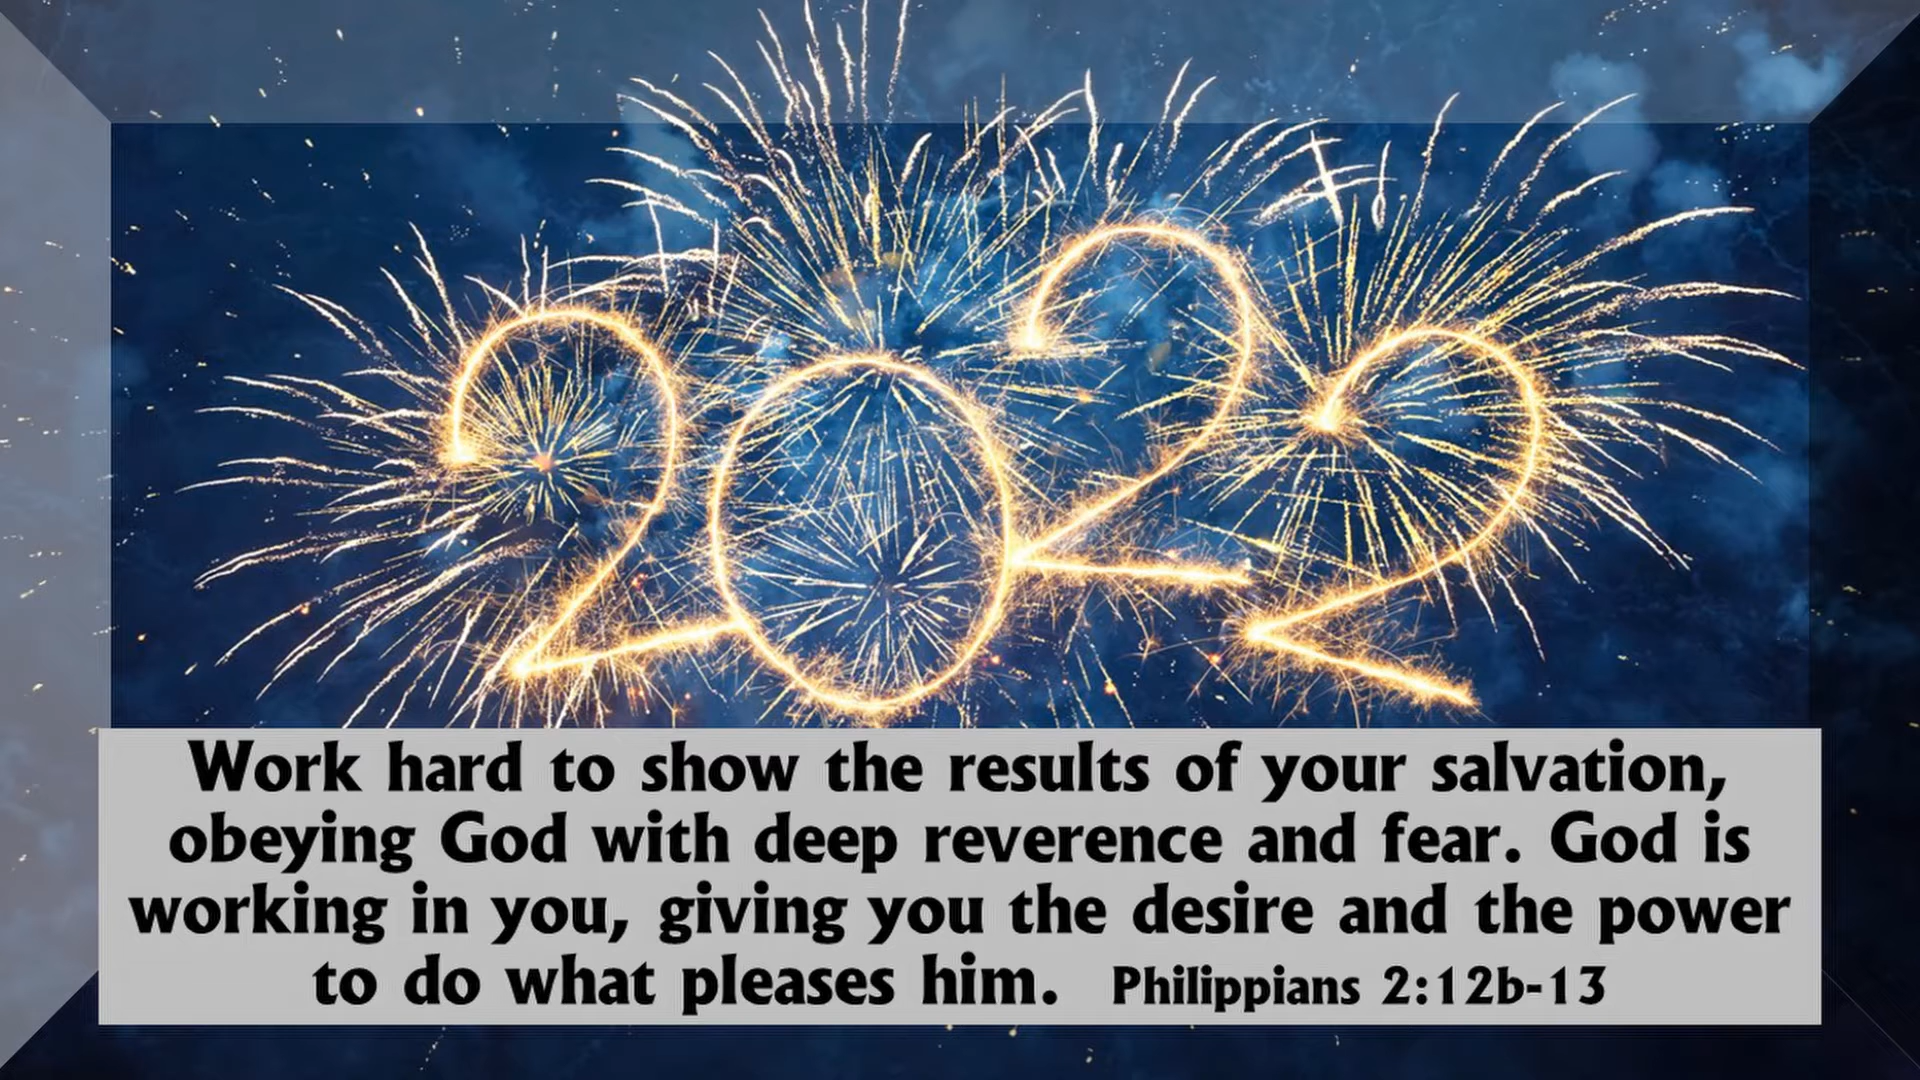 2022
Work hard to show the results of your salvation,
obeying God with deep reverence and fear. God is
working in you, giving you the desire and the power
to do what pleases him. Philippians 2:12b-13